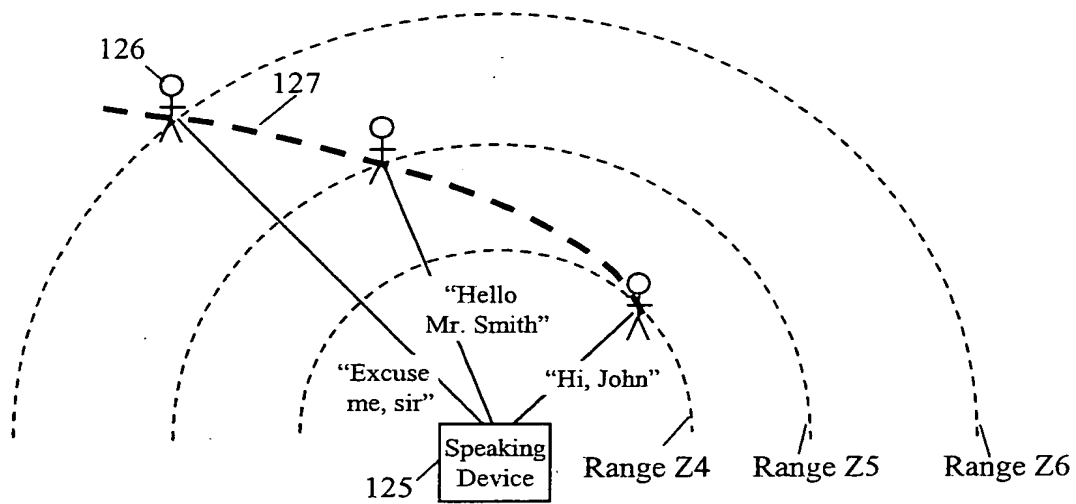 126
127
“Hello
Mr. Smith”
“Excuse
me, sir”
“Hi, John”
Speaking
Device
125
Range Z4
Range Z5
Range Z6